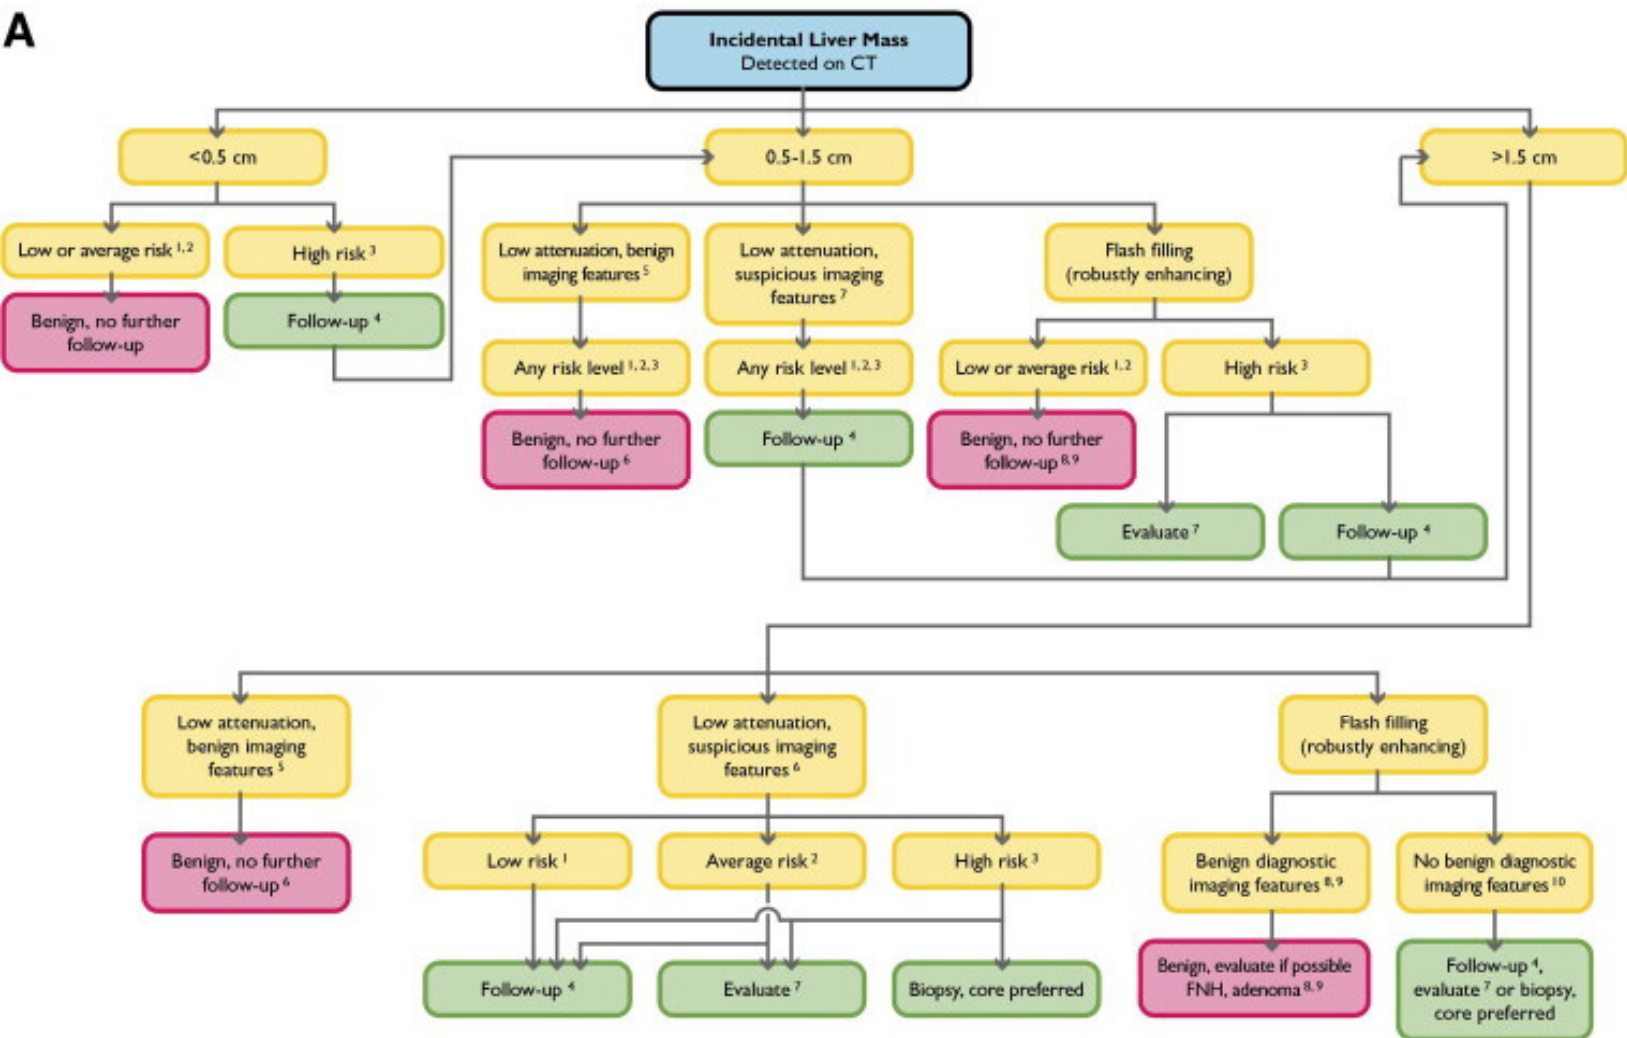 A
Incidental Liver Mass
Detected on CT
<0.5 cm
0.5-1.5 cm
>1.5 cm
Low or average risk 1,2
High risk 3
Low attenuation, benign
imaging features 5
Low attenuation,
suspicious imaging
features 7
Flash filling
(robustly enhancing)
Benign, no further
follow-up
Follow-up 4
Any risk level 1, 2, 3
Any risk level 1, 2, 3
Low or average risk 1,2
High risk 3
Benign, no further
follow-up 6
Follow-up 4
Benign, no further
follow-up 8,9
Evaluate 7
Follow-up 4
Low attenuation,
benign imaging
features 5
Low attenuation,
suspicious imaging
features 6
Flash filling
(robustly enhancing)
Benign, no further
follow-up 6
Low risk 1
Average risk 2
High risk 3
Benign diagnostic
imaging features 8,9
No benign diagnostic
imaging features 10
Follow-up 4
Evaluate 7
Biopsy, core preferred
Benign, evaluate if possible
FNH, adenoma 8,9
Follow-up 4,
evaluate 7 or biopsy,
core preferred